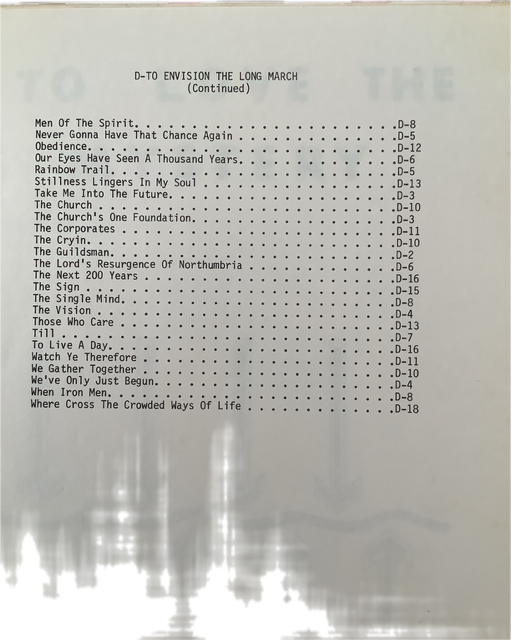 D-TO ENVISION THE LONG MARCH
(Continued)
Men Of The Spirit. . . . . . . . . . . . . . . . . . . . . . .D-8
Never Gonna Have That Chance Again . . . . . . . . . . . . . .D-5
Obedience. . . . . . . . . . . . . . . . . . . . . . . . . . .D-12
Our Eyes Have Seen A Thousand Years. . . . . . . . . . . . . .D-6
Rainbow Trail. . . . . . . . . . . . . . . . . . . . . . . . .D-5
Stillness Lingers In My Soul . . . . . . . . . . . . . . . . .D-13
Take Me Into The Future. . . . . . . . . . . . . . . . . . . .D-3
The Church . . . . . . . . . . . . . . . . . . . . . . . . . .D-10
The Church's One Foundation. . . . . . . . . . . . . . . . . .D-3
The Corporates . . . . . . . . . . . . . . . . . . . . . . . .D-11
The Cryin. . . . . . . . . . . . . . . . . . . . . . . . . . .D-10
The Guildsman. . . . . . . . . . . . . . . . . . . . . . . . .D-2
The Lord's Resurgence Of Northumbria . . . . . . . . . . . . .D-6
The Next 200 Years . . . . . . . . . . . . . . . . . . . . . .D-16
The Sign . . . . . . . . . . . . . . . . . . . . . . . . . . .D-15
The Single Mind. . . . . . . . . . . . . . . . . . . . . . . .D-8
The Vision . . . . . . . . . . . . . . . . . . . . . . . . . .D-4
Those Who Care . . . . . . . . . . . . . . . . . . . . . . . .D-13
Till . . . . . . . . . . . . . . . . . . . . . . . . . . . . .D-7
To Live A Day. . . . . . . . . . . . . . . . . . . . . . . . .D-16
Watch Ye Therefore . . . . . . . . . . . . . . . . . . . . . .D-11
We Gather Together . . . . . . . . . . . . . . . . . . . . . .D-10
We've Only Just Begun. . . . . . . . . . . . . . . . . . . . .D-4
When Iron Men. . . . . . . . . . . . . . . . . . . . . . . . .D-8
Where Cross The Crowded Ways Of Life . . . . . . . . . . . . .D-18